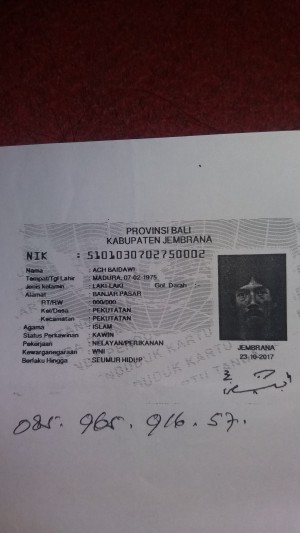 PROVINSI BALI
KABUPATEN JEMBRANA
NIK : 5101030702750002
Nama : ACH BAIDAWI
Tempat/Tgl Lahir : MADURA, 07-02-1975
Jenis kelamin : LAKI-LAKI Gol. Darah : -
Alamat : BANJAR PASAR
RT/RW : 000/000
Kel/Desa : PEKUTATAN
Kecamatan : PEKUTATAN
Agama : ISLAM
Status Perkawinan : KAWIN
Pekerjaan : NELAYAN/PERIKANAN
Kewarganegaraan : WNI
Berlaku Hingga : SEUMUR HIDUP
JEMBRANA
23-10-2017
085. 965. 916. 57.